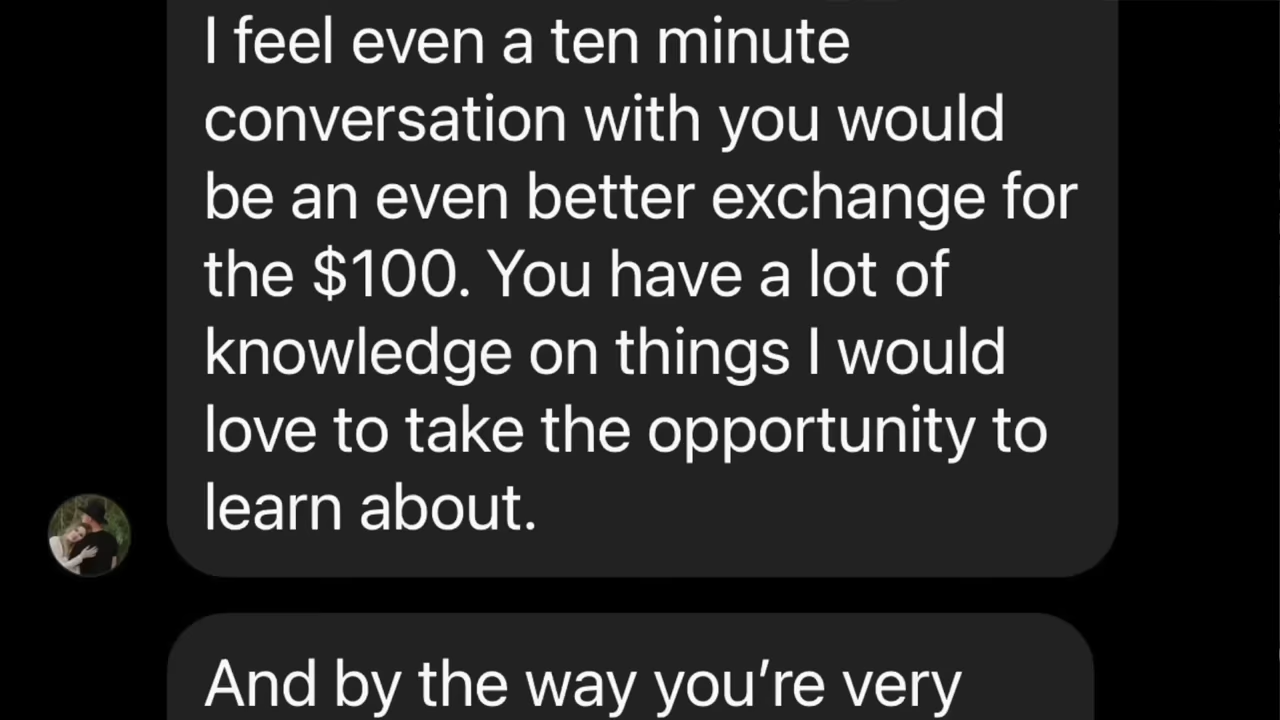 I feel even a ten minute
conversation with you would
be an even better exchange for
the $100. You have a lot of
knowledge on things I would
love to take the opportunity to
learn about.
And by the way you’re very